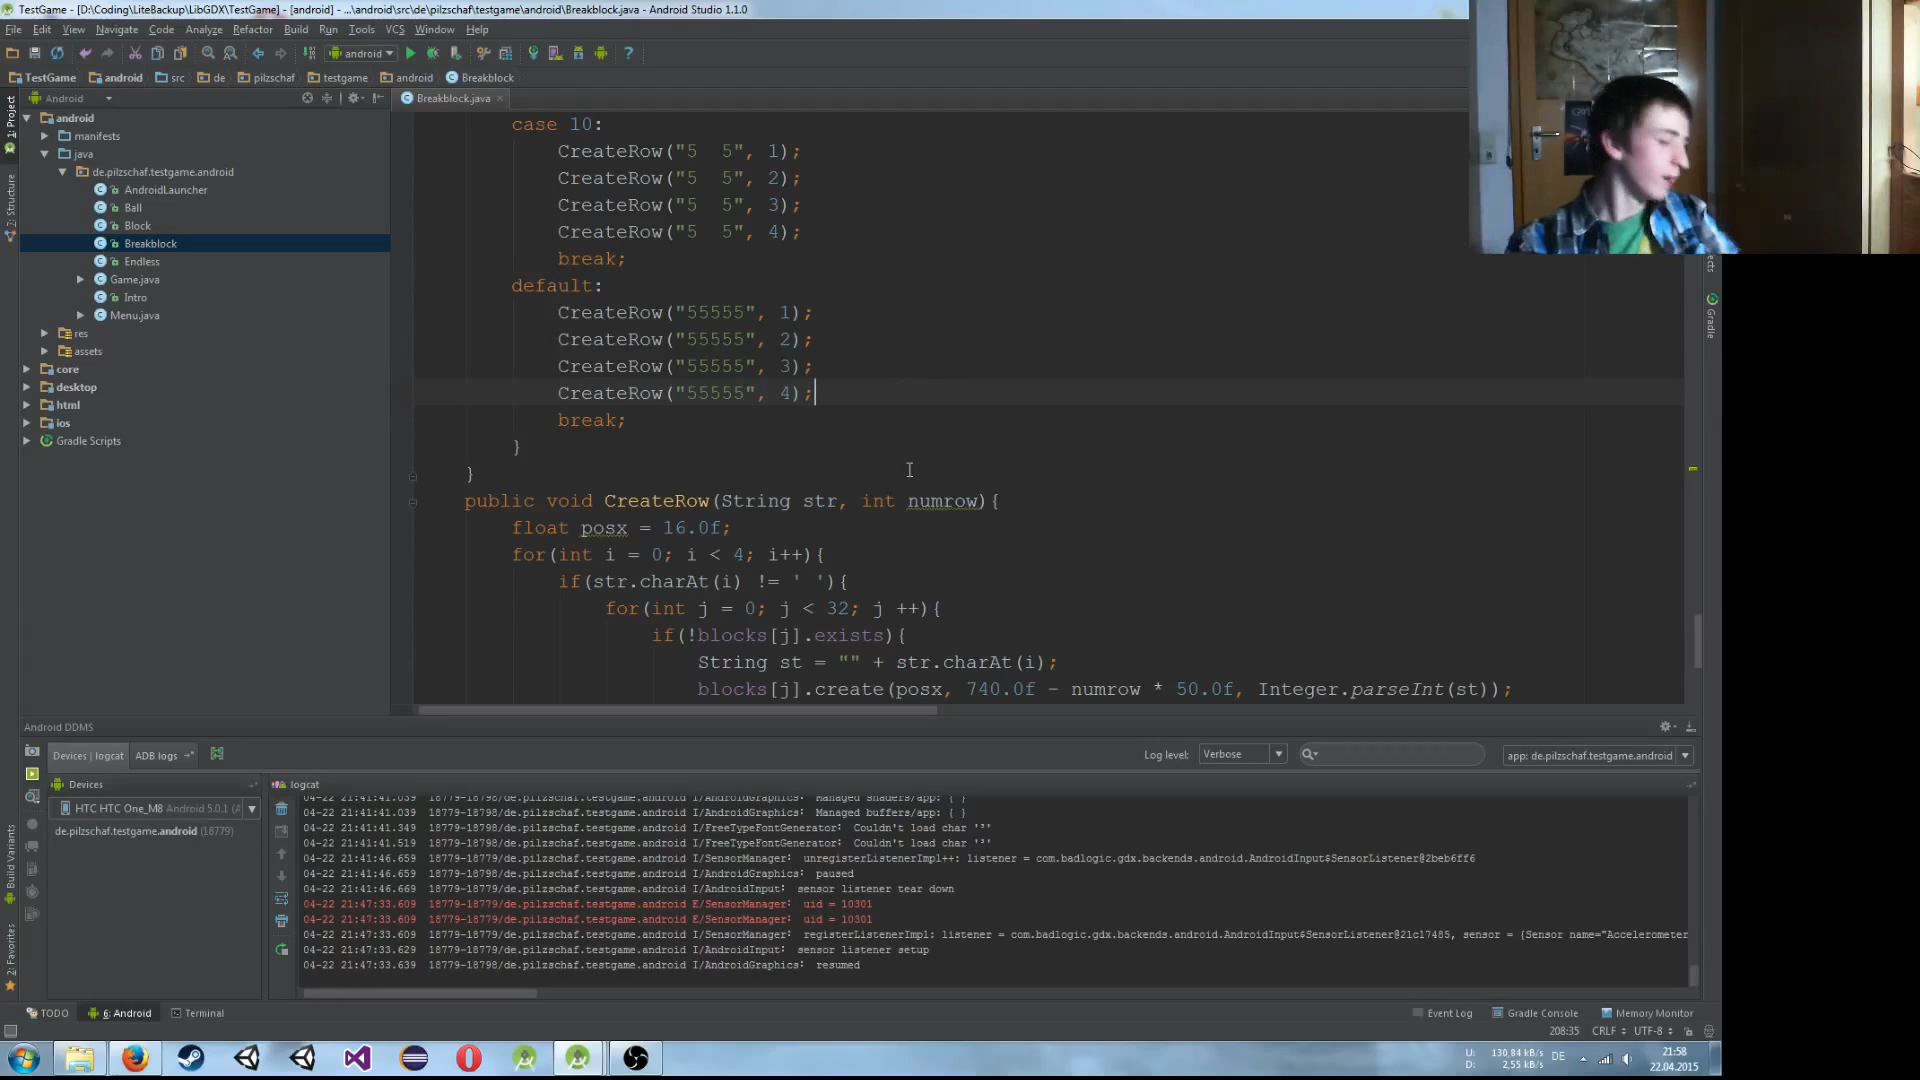 TestGame - [D:\Coding\LiteBackup\LibGDX\TestGame] - [android] - ...\android\src\de\pilzschaf\testgame\android\Breakblock.java - Android Studio 1.1.0
File Edit View Navigate Code Analyze Refactor Build Run Tools VCS Window Help
android
TestGame android src de pilzschaf testgame android Breakblock
1: Project
Android
Breakblock.java
android
manifests
java
de.pilzschaf.testgame.android
AndroidLauncher
Ball
Block
Breakblock
Endless
Game.java
Intro
Menu.java
res
assets
core
desktop
html
ios
Gradle Scripts
7: Structure
Build Variants
2: Favorites
Gradle
case 10:
CreateRow("5  5", 1);
CreateRow("5  5", 2);
CreateRow("5  5", 3);
CreateRow("5  5", 4);
break;
default:
CreateRow("55555", 1);
CreateRow("55555", 2);
CreateRow("55555", 3);
CreateRow("55555", 4);
break;
}
}
public void CreateRow(String str, int numrow){
float posx = 16.0f;
for(int i = 0; i < 4; i++){
if(str.charAt(i) != ' '){
for(int j = 0; j < 32; j ++){
if(!blocks[j].exists){
String st = "" + str.charAt(i);
blocks[j].create(posx, 740.0f - numrow * 50.0f, Integer.parseInt(st));
Android DDMS
Devices | logcat ADB logs
Log level: Verbose
app: de.pilzschaf.testgame.android
Devices
logcat
HTC HTC One_M8 Android 5.0.1 (A
de.pilzschaf.testgame.android (18779)
04-22 21:41:41.039 18779-18798/de.pilzschaf.testgame.android I/AndroidGraphics: Managed shaders/app: { }
04-22 21:41:41.039 18779-18798/de.pilzschaf.testgame.android I/AndroidGraphics: Managed buffers/app: { }
04-22 21:41:41.349 18779-18798/de.pilzschaf.testgame.android I/FreeTypeFontGenerator: Couldn't load char '³'
04-22 21:41:41.519 18779-18798/de.pilzschaf.testgame.android I/FreeTypeFontGenerator: Couldn't load char '³'
04-22 21:41:46.659 18779-18779/de.pilzschaf.testgame.android I/SensorManager: unregisterListenerImpl++: listener = com.badlogic.gdx.backends.android.AndroidInput$SensorListener@2beb6ff6
04-22 21:41:46.659 18779-18779/de.pilzschaf.testgame.android I/AndroidGraphics: paused
04-22 21:41:46.669 18779-18779/de.pilzschaf.testgame.android I/AndroidInput: sensor listener tear down
04-22 21:47:33.609 18779-18779/de.pilzschaf.testgame.android E/SensorManager: uid = 10301
04-22 21:47:33.609 18779-18779/de.pilzschaf.testgame.android E/SensorManager: uid = 10301
04-22 21:47:33.609 18779-18779/de.pilzschaf.testgame.android I/SensorManager: registerListenerImpl: listener = com.badlogic.gdx.backends.android.AndroidInput$SensorListener@21c17485, sensor = {Sensor name="Accelerometer
04-22 21:47:33.629 18779-18779/de.pilzschaf.testgame.android I/AndroidInput: sensor listener setup
04-22 21:47:33.639 18779-18798/de.pilzschaf.testgame.android I/AndroidGraphics: resumed
TODO 6: Android Terminal Event Log Gradle Console Memory Monitor
208:35 CRLF UTF-8
U: 130,84 kB/s
D: 2,55 kB/s
DE
21:58
22.04.2015